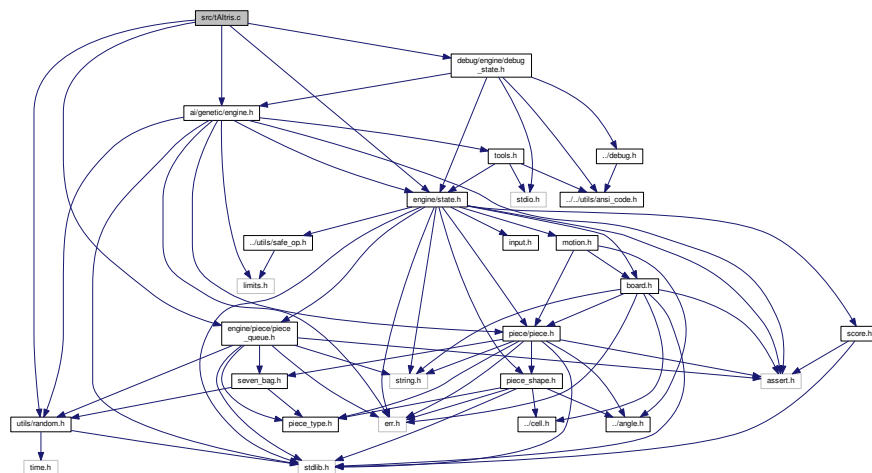 src/tAItris.c
debug/engine/debug
_state.h
ai/genetic/engine.h
tools.h
../debug.h
engine/state.h
stdio.h
../../utils/ansi_code.h
../utils/safe_op.h
input.h
motion.h
limits.h
board.h
engine/piece/piece
_queue.h
piece/piece.h
score.h
seven_bag.h
string.h
piece_shape.h
assert.h
utils/random.h
piece_type.h
err.h
../cell.h
../angle.h
time.h
stdlib.h